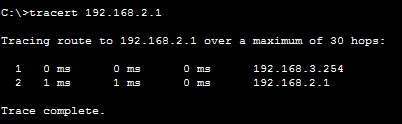 C:\>tracert 192.168.2.1
Tracing route to 192.168.2.1 over a maximum of 30 hops:
1 0 ms 0 ms 0 ms 192.168.3.254
2 1 ms 1 ms 0 ms 192.168.2.1
Trace complete.